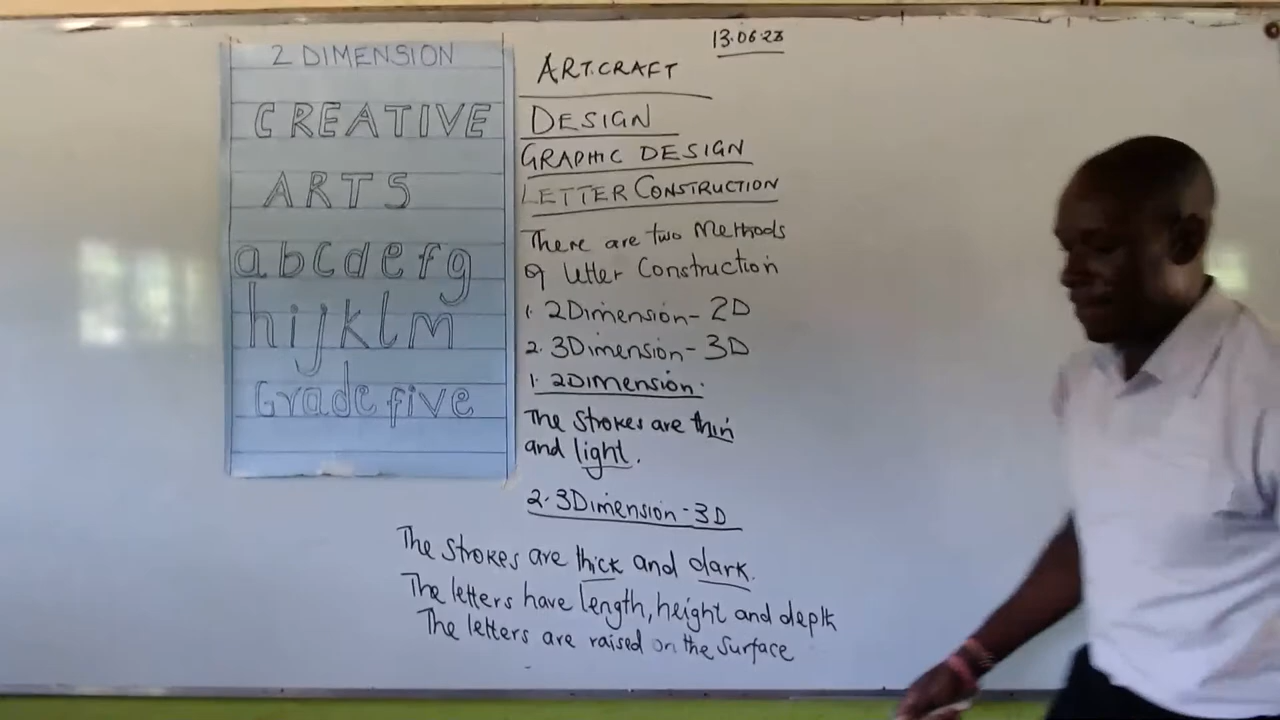 2 DIMENSION
CREATIVE
ARTS
abcdefg
hijklm
Grade five
13.06.23
ART.CRAFT
DESIGN
GRAPHIC DESIGN
LETTER CONSTRUCTION
There are two Methods
of letter Construction
1. 2Dimension - 2D
2. 3Dimension - 3D
1. 2Dimension.
The Strokes are thin
and light.
2. 3Dimension - 3D
The Strokes are thick and dark.
The letters have length, height and depth
The letters are raised on the Surface